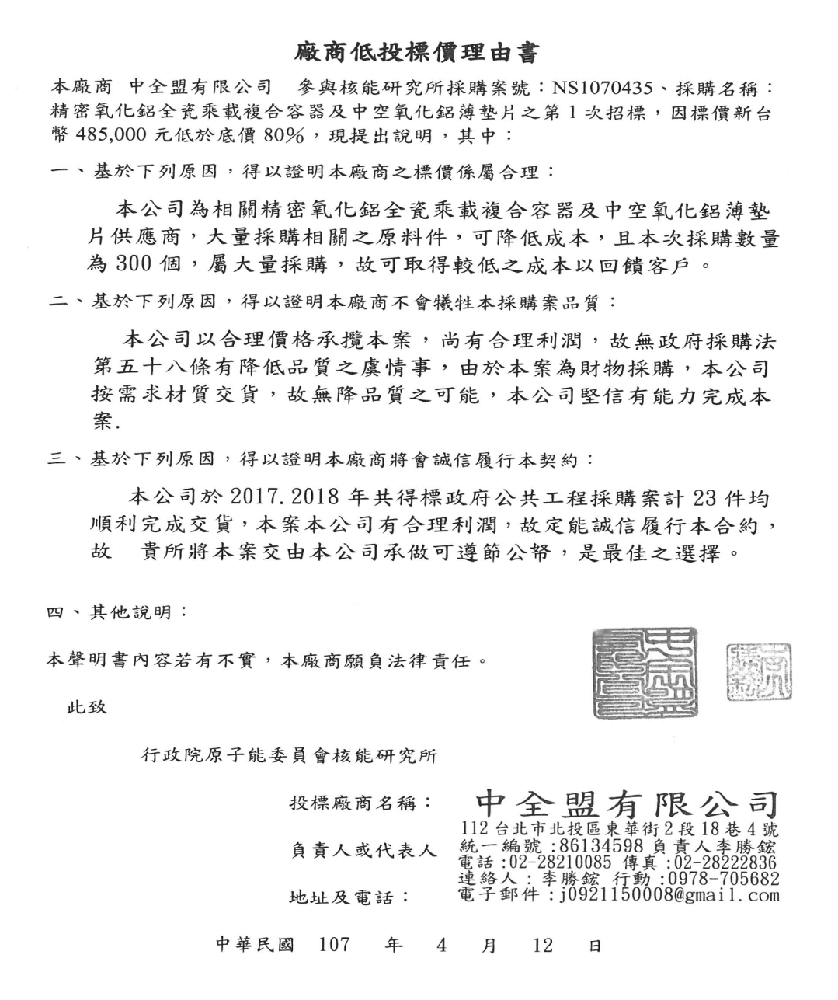 廠商低投標價理由書
本廠商 中全盟有限公司 參與核能研究所採購案號：NS1070435、採購名稱：
精密氧化鋁全瓷乘載複合容器及中空氧化鋁薄墊片之第1次招標，因標價新台
幣 485,000 元低於底價 80%，現提出說明，其中：
一、基於下列原因，得以證明本廠商之標價係屬合理：
本公司為相關精密氧化鋁全瓷乘載複合容器及中空氧化鋁薄墊
片供應商，大量採購相關之原料件，可降低成本，且本次採購數量
為 300 個，屬大量採購，故可取得較低之成本以回饋客戶。
二、基於下列原因，得以證明本廠商不會犧牲本採購案品質：
本公司以合理價格承攬本案，尚有合理利潤，故無政府採購法
第五十八條有降低品質之虞情事，由於本案為財物採購，本公司
按需求材質交貨，故無降品質之可能，本公司堅信有能力完成本
案.
三、基於下列原因，得以證明本廠商將會誠信履行本契約：
本公司於 2017.2018 年共得標政府公共工程採購案計 23 件均
順利完成交貨，本案本公司有合理利潤，故定能誠信履行本合約，
故 貴所將本案交由本公司承做可遵節公帑，是最佳之選擇。
四、其他說明：
本聲明書內容若有不實，本廠商願負法律責任。
此致
行政院原子能委員會核能研究所
投標廠商名稱： 中全盟有限公司
112台北市北投區東華街2段18巷4號
負責人或代表人 統一編號:86134598 負責人李勝鋐
電話:02-28210085 傳真:02-28222836
連絡人：李勝鋐 行動:0978-705682
地址及電話： 電子郵件：j0921150008@gmail.com
中華民國 107 年 4 月 12 日